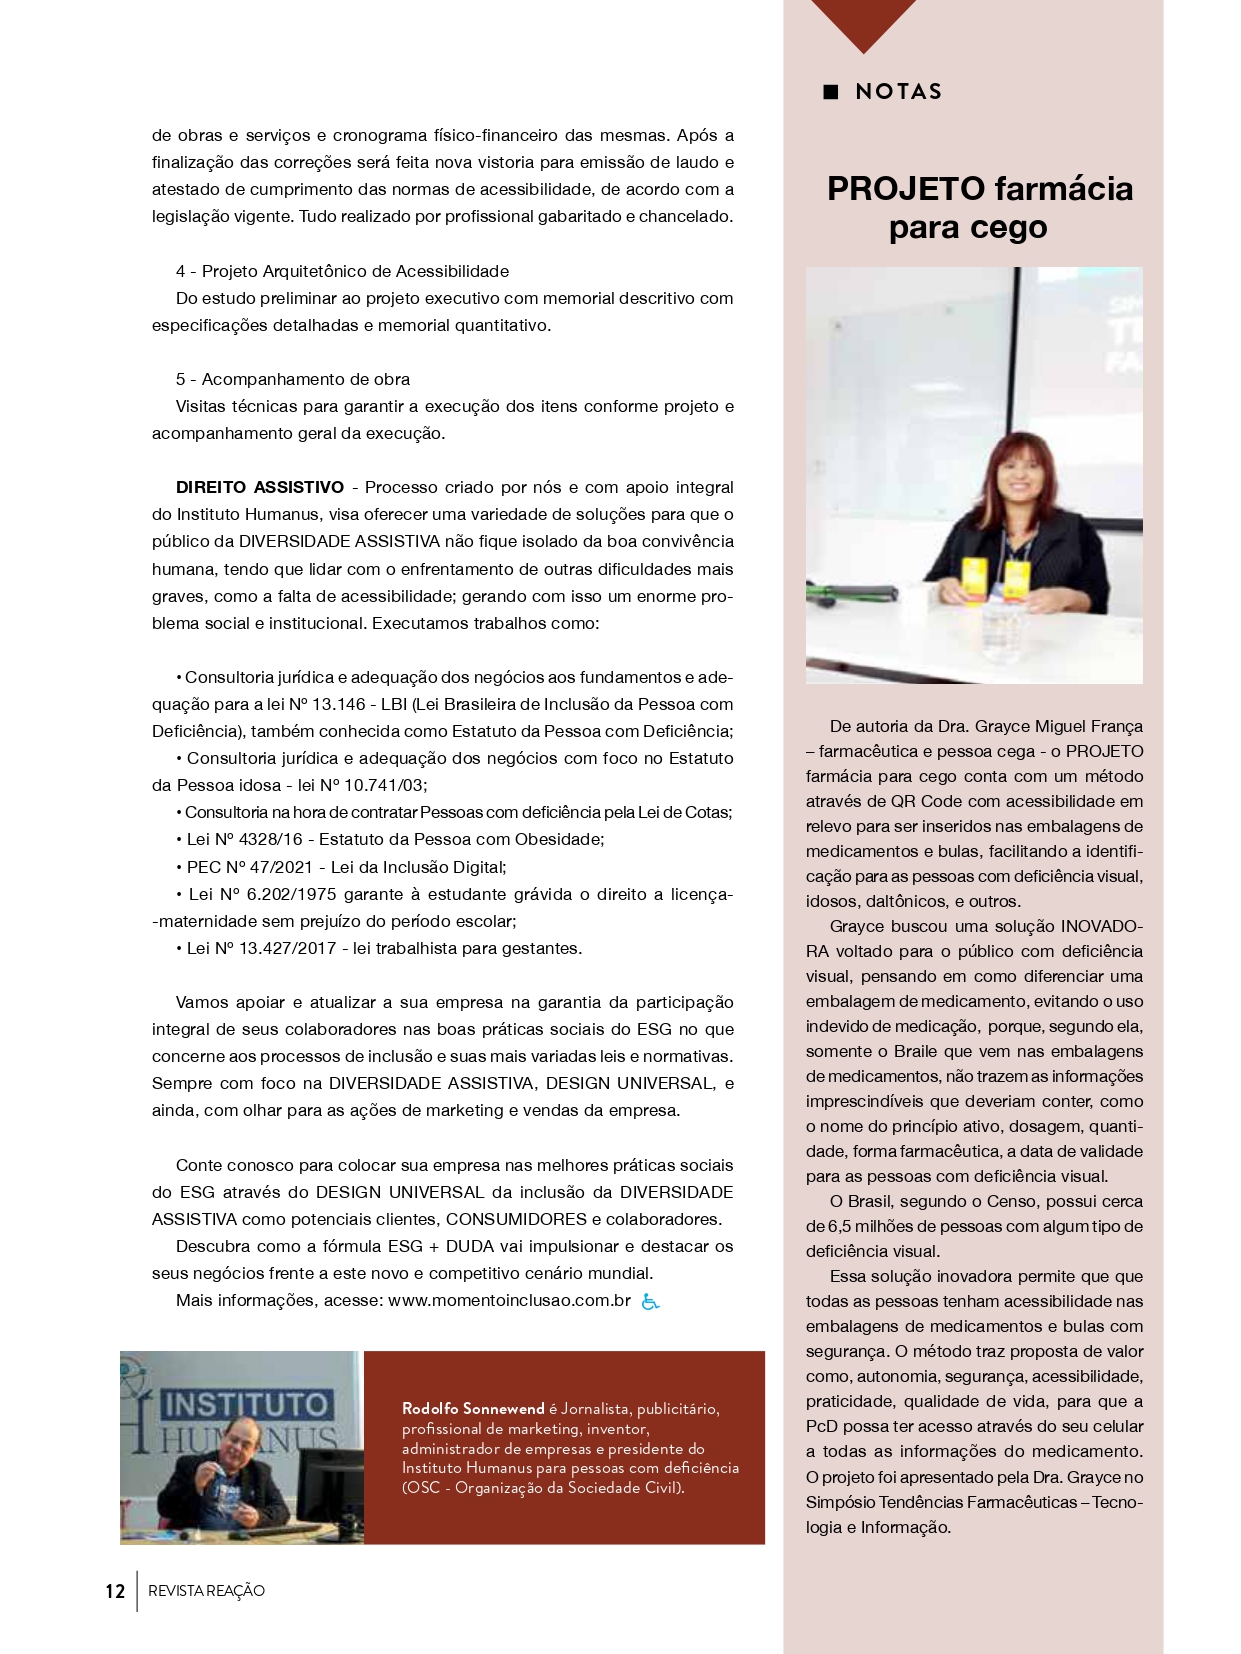 de obras e serviços e cronograma físico-financeiro das mesmas. Após a
finalização das correções será feita nova vistoria para emissão de laudo e
atestado de cumprimento das normas de acessibilidade, de acordo com a
legislação vigente. Tudo realizado por profissional gabaritado e chancelado.
4 - Projeto Arquitetônico de Acessibilidade
Do estudo preliminar ao projeto executivo com memorial descritivo com
especificações detalhadas e memorial quantitativo.
5 - Acompanhamento de obra
Visitas técnicas para garantir a execução dos itens conforme projeto e
acompanhamento geral da execução.
DIREITO ASSISTIVO - Processo criado por nós e com apoio integral
do Instituto Humanus, visa oferecer uma variedade de soluções para que o
público da DIVERSIDADE ASSISTIVA não fique isolado da boa convivência
humana, tendo que lidar com o enfrentamento de outras dificuldades mais
graves, como a falta de acessibilidade; gerando com isso um enorme pro-
blema social e institucional. Executamos trabalhos como:
• Consultoria jurídica e adequação dos negócios aos fundamentos e ade-
quação para a lei Nº 13.146 - LBI (Lei Brasileira de Inclusão da Pessoa com
Deficiência), também conhecida como Estatuto da Pessoa com Deficiência;
• Consultoria jurídica e adequação dos negócios com foco no Estatuto
da Pessoa idosa - lei Nº 10.741/03;
• Consultoria na hora de contratar Pessoas com deficiência pela Lei de Cotas;
• Lei Nº 4328/16 - Estatuto da Pessoa com Obesidade;
• PEC Nº 47/2021 - Lei da Inclusão Digital;
• Lei Nº 6.202/1975 garante à estudante grávida o direito a licença-
-maternidade sem prejuízo do período escolar;
• Lei Nº 13.427/2017 - lei trabalhista para gestantes.
Vamos apoiar e atualizar a sua empresa na garantia da participação
integral de seus colaboradores nas boas práticas sociais do ESG no que
concerne aos processos de inclusão e suas mais variadas leis e normativas.
Sempre com foco na DIVERSIDADE ASSISTIVA, DESIGN UNIVERSAL, e
ainda, com olhar para as ações de marketing e vendas da empresa.
Conte conosco para colocar sua empresa nas melhores práticas sociais
do ESG através do DESIGN UNIVERSAL da inclusão da DIVERSIDADE
ASSISTIVA como potenciais clientes, CONSUMIDORES e colaboradores.
Descubra como a fórmula ESG + DUDA vai impulsionar e destacar os
seus negócios frente a este novo e competitivo cenário mundial.
Mais informações, acesse: www.momentoinclusao.com.br
INSTITUTO
HUMANUS
Rodolfo Sonnewend é Jornalista, publicitário,
profissional de marketing, inventor,
administrador de empresas e presidente do
Instituto Humanus para pessoas com deficiência
(OSC - Organização da Sociedade Civil).
12 REVISTA REAÇÃO
NOTAS
PROJETO farmácia
para cego
De autoria da Dra. Grayce Miguel França
– farmacêutica e pessoa cega - o PROJETO
farmácia para cego conta com um método
através de QR Code com acessibilidade em
relevo para ser inseridos nas embalagens de
medicamentos e bulas, facilitando a identifi-
cação para as pessoas com deficiência visual,
idosos, daltônicos, e outros.
Grayce buscou uma solução INOVADO-
RA voltado para o público com deficiência
visual, pensando em como diferenciar uma
embalagem de medicamento, evitando o uso
indevido de medicação, porque, segundo ela,
somente o Braile que vem nas embalagens
de medicamentos, não trazem as informações
imprescindíveis que deveriam conter, como
o nome do princípio ativo, dosagem, quanti-
dade, forma farmacêutica, a data de validade
para as pessoas com deficiência visual.
O Brasil, segundo o Censo, possui cerca
de 6,5 milhões de pessoas com algum tipo de
deficiência visual.
Essa solução inovadora permite que que
todas as pessoas tenham acessibilidade nas
embalagens de medicamentos e bulas com
segurança. O método traz proposta de valor
como, autonomia, segurança, acessibilidade,
praticidade, qualidade de vida, para que a
PcD possa ter acesso através do seu celular
a todas as informações do medicamento.
O projeto foi apresentado pela Dra. Grayce no
Simpósio Tendências Farmacêuticas – Tecno-
logia e Informação.